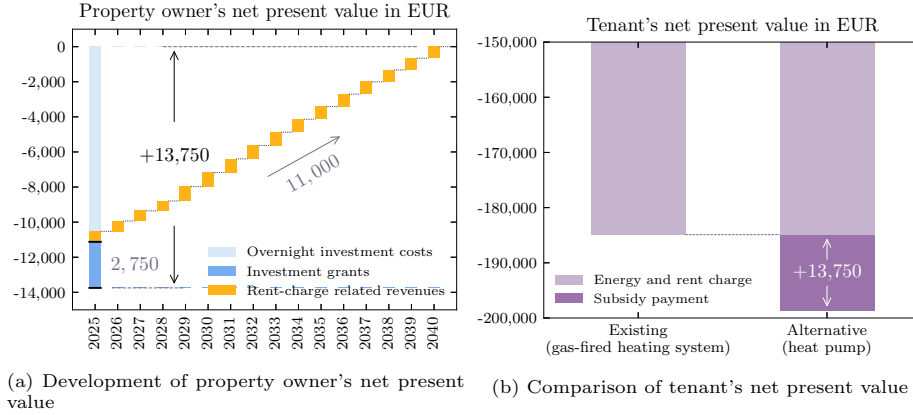 Property owner's net present value in EUR
0
-2,000
-4,000
-6,000
-8,000
-10,000
-12,000
-14,000
+13,750
11,000
2,750
Overnight investment costs
Investment grants
Rent-charge related revenues
2025
2026
2027
2028
2029
2030
2031
2032
2033
2034
2035
2036
2037
2038
2039
2040
(a) Development of property owner's net present
value
Tenant's net present value in EUR
-150,000
-160,000
-170,000
-180,000
-190,000
-200,000
+13,750
Energy and rent charge
Subsidy payment
Existing
(gas-fired heating system)
Alternative
(heat pump)
(b) Comparison of tenant's net present value